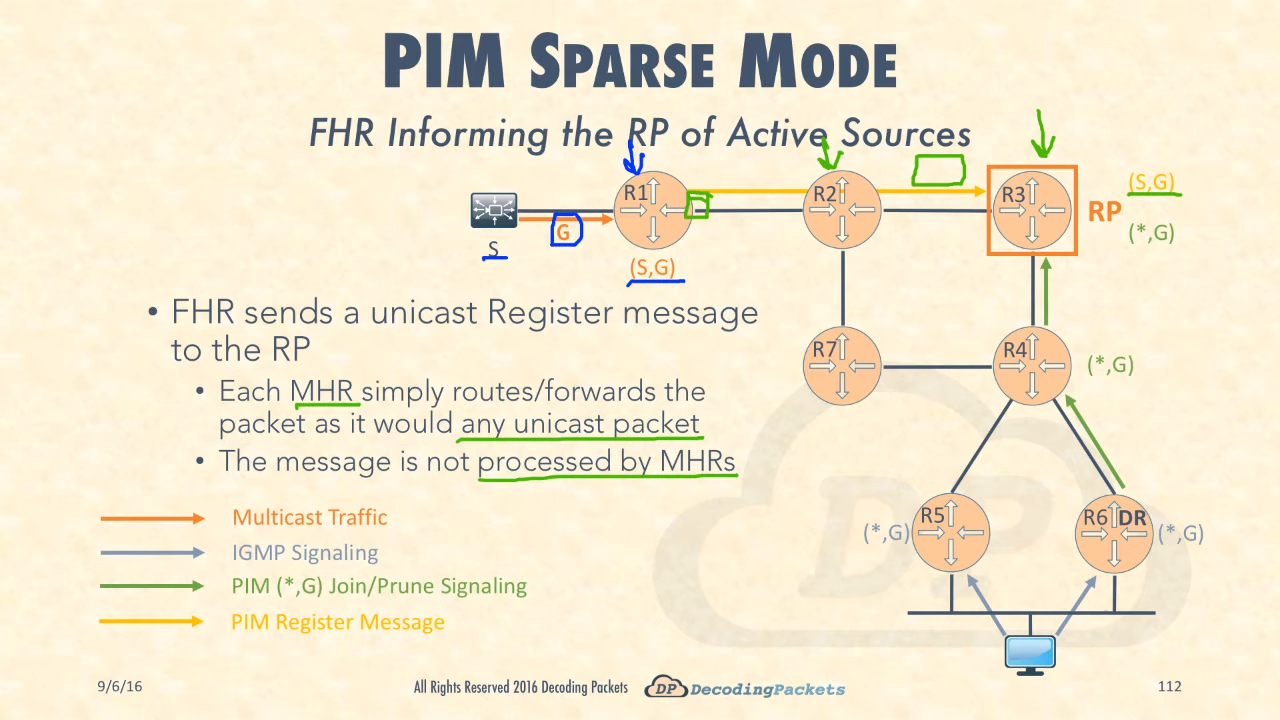 PIM SPARSE MODE
FHR Informing the RP of Active Sources
R1
R2
R3
RP
(S,G)
(*,G)
G
S
(S,G)
• FHR sends a unicast Register message
to the RP
• Each MHR simply routes/forwards the
packet as it would any unicast packet
• The message is not processed by MHRs
R7
R4
(*,G)
(*,G)
R5
R6
DR
(*,G)
Multicast Traffic
IGMP Signaling
PIM (*,G) Join/Prune Signaling
PIM Register Message
DP
9/6/16
All Rights Reserved 2016 Decoding Packets
DP
DecodingPackets
112